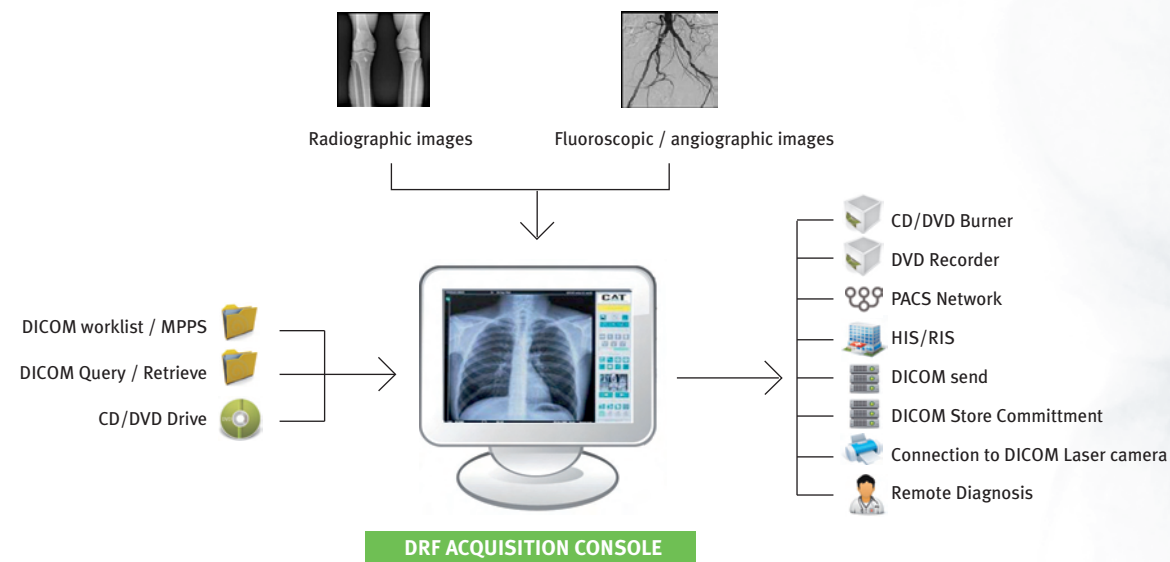 Radiographic images
Fluoroscopic / angiographic images
DICOM worklist / MPPS
DICOM Query / Retrieve
CD/DVD Drive
CAT
CD/DVD Burner
DVD Recorder
PACS Network
HIS/RIS
DICOM send
DICOM Store Committment
Connection to DICOM Laser camera
Remote Diagnosis
DRF ACQUISITION CONSOLE